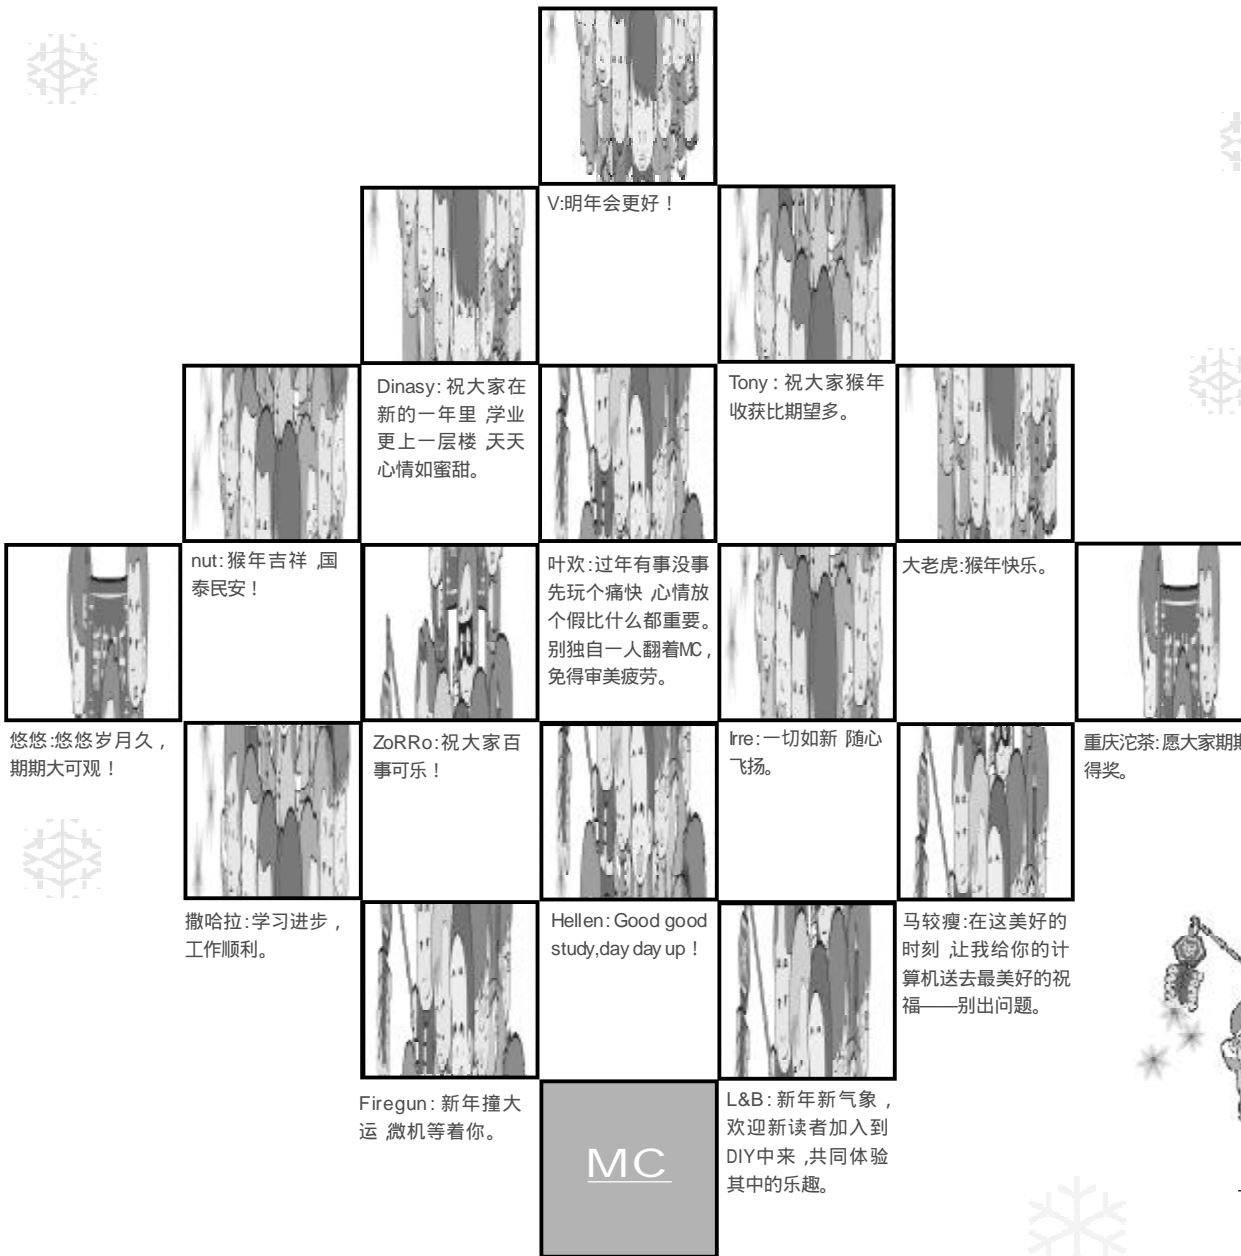 V:明年会更好！
Dinasy:祝大家在
新的一年里,学业
更上一层楼,天天
心情如蜜甜。
Tony:祝大家猴年
收获比期望多。
nut:猴年吉祥,国
泰民安！
叶欢:过年有事没事
先玩个痛快,心情放
个假比什么都重要。
别独自一人翻着MC，
免得审美疲劳。
大老虎:猴年快乐。
悠悠:悠悠岁月久，
期期大可观！
ZoRRo:祝大家百
事可乐！
Irre:一切如新,随心
飞扬。
重庆沱茶:愿大家期期
得奖。
撒哈拉:学习进步，
工作顺利。
Hellen:Good good
study,day day up！
马较瘦:在这美好的
时刻,让我给你的计
算机送去最美好的祝
福——别出问题。
Firegun:新年撞大
运,微机等着你。
L&B:新年新气象，
欢迎新读者加入到
DIY中来,共同体验
其中的乐趣。
MC